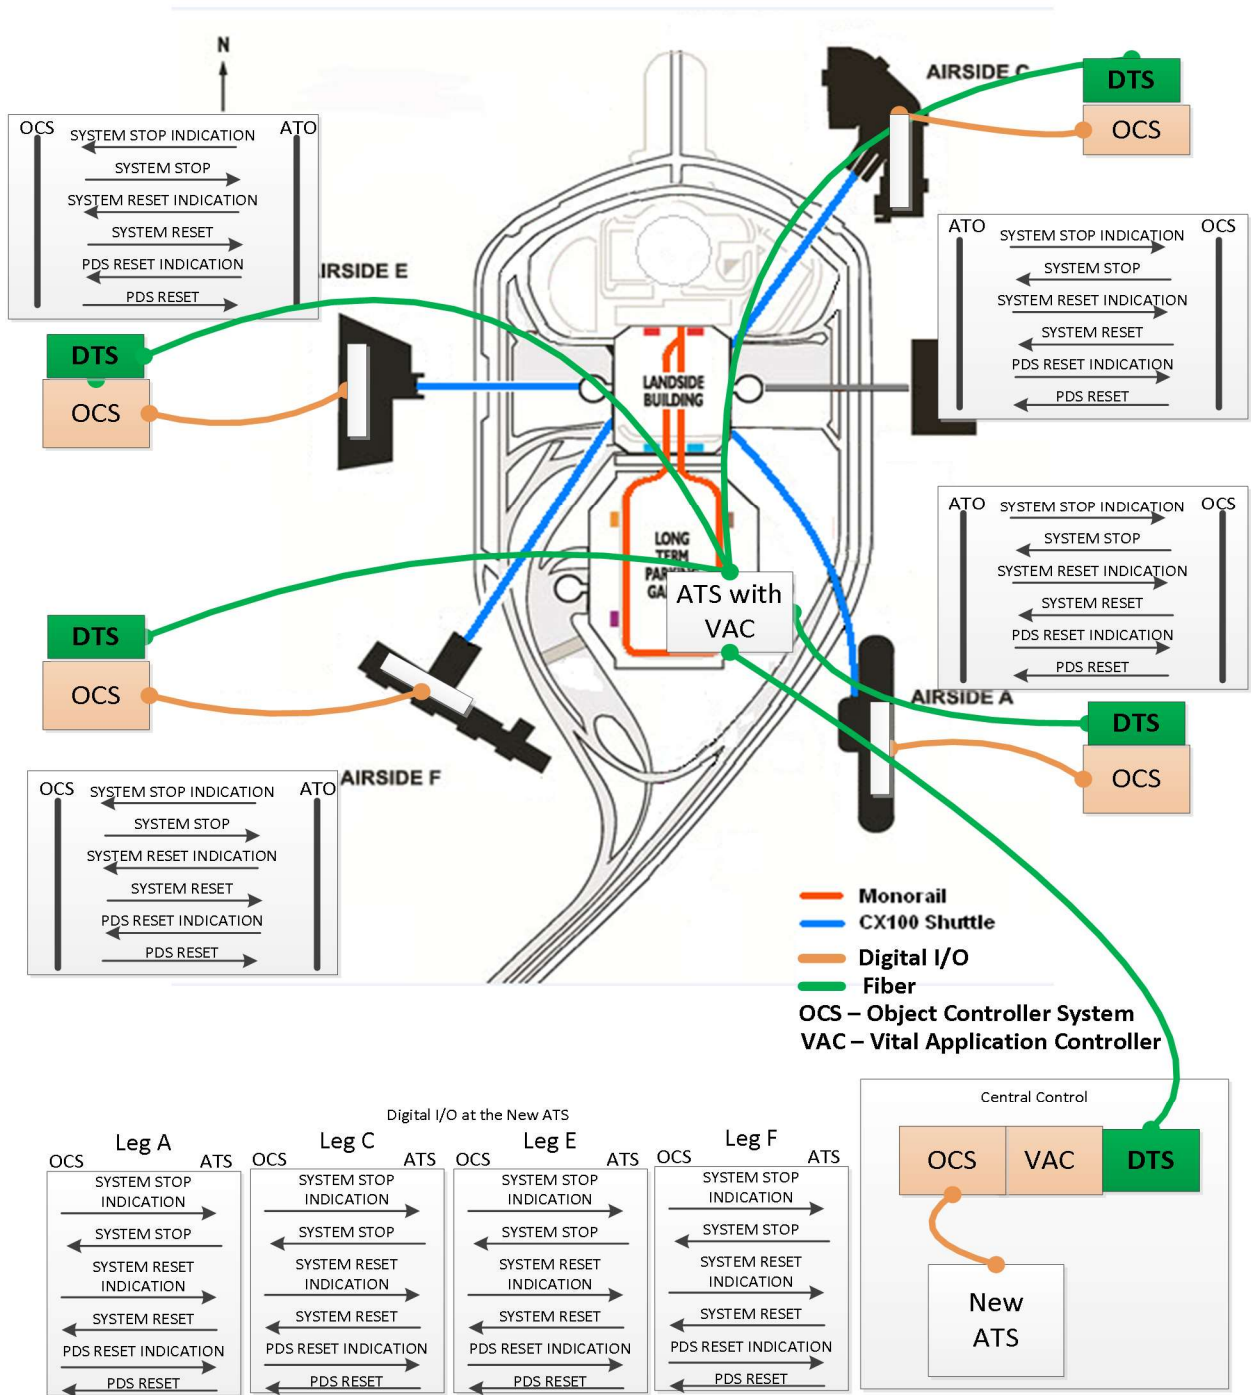 N
AIRSIDE C
DTS
OCS
OCS
ATO
SYSTEM STOP INDICATION
SYSTEM STOP
SYSTEM RESET INDICATION
SYSTEM RESET
PDS RESET INDICATION
PDS RESET
ATO
OCS
SYSTEM STOP INDICATION
SYSTEM STOP
SYSTEM RESET INDICATION
SYSTEM RESET
PDS RESET INDICATION
PDS RESET
IRSIDE E
DTS
OCS
LANDSIDE
BUILDING
ATO
OCS
SYSTEM STOP INDICATION
SYSTEM STOP
SYSTEM RESET INDICATION
SYSTEM RESET
PDS RESET INDICATION
PDS RESET
LONG
TERM
PARKING
GA
ATS with
VAC
DTS
OCS
AIRSIDE A
DTS
OCS
AIRSIDE F
OCS
ATO
SYSTEM STOP INDICATION
SYSTEM STOP
SYSTEM RESET INDICATION
SYSTEM RESET
PDS RESET INDICATION
PDS RESET
Monorail
CX100 Shuttle
Digital I/O
Fiber
OCS – Object Controller System
VAC – Vital Application Controller
Central Control
OCS
VAC
DTS
New
ATS
Digital I/O at the New ATS
Leg A
OCS
ATS
SYSTEM STOP
INDICATION
SYSTEM STOP
SYSTEM RESET
INDICATION
SYSTEM RESET
PDS RESET INDICATION
PDS RESET
Leg C
OCS
ATS
SYSTEM STOP
INDICATION
SYSTEM STOP
SYSTEM RESET
INDICATION
SYSTEM RESET
PDS RESET INDICATION
PDS RESET
Leg E
OCS
ATS
SYSTEM STOP
INDICATION
SYSTEM STOP
SYSTEM RESET
INDICATION
SYSTEM RESET
PDS RESET INDICATION
PDS RESET
Leg F
OCS
ATS
SYSTEM STOP
INDICATION
SYSTEM STOP
SYSTEM RESET
INDICATION
SYSTEM RESET
PDS RESET INDICATION
PDS RESET